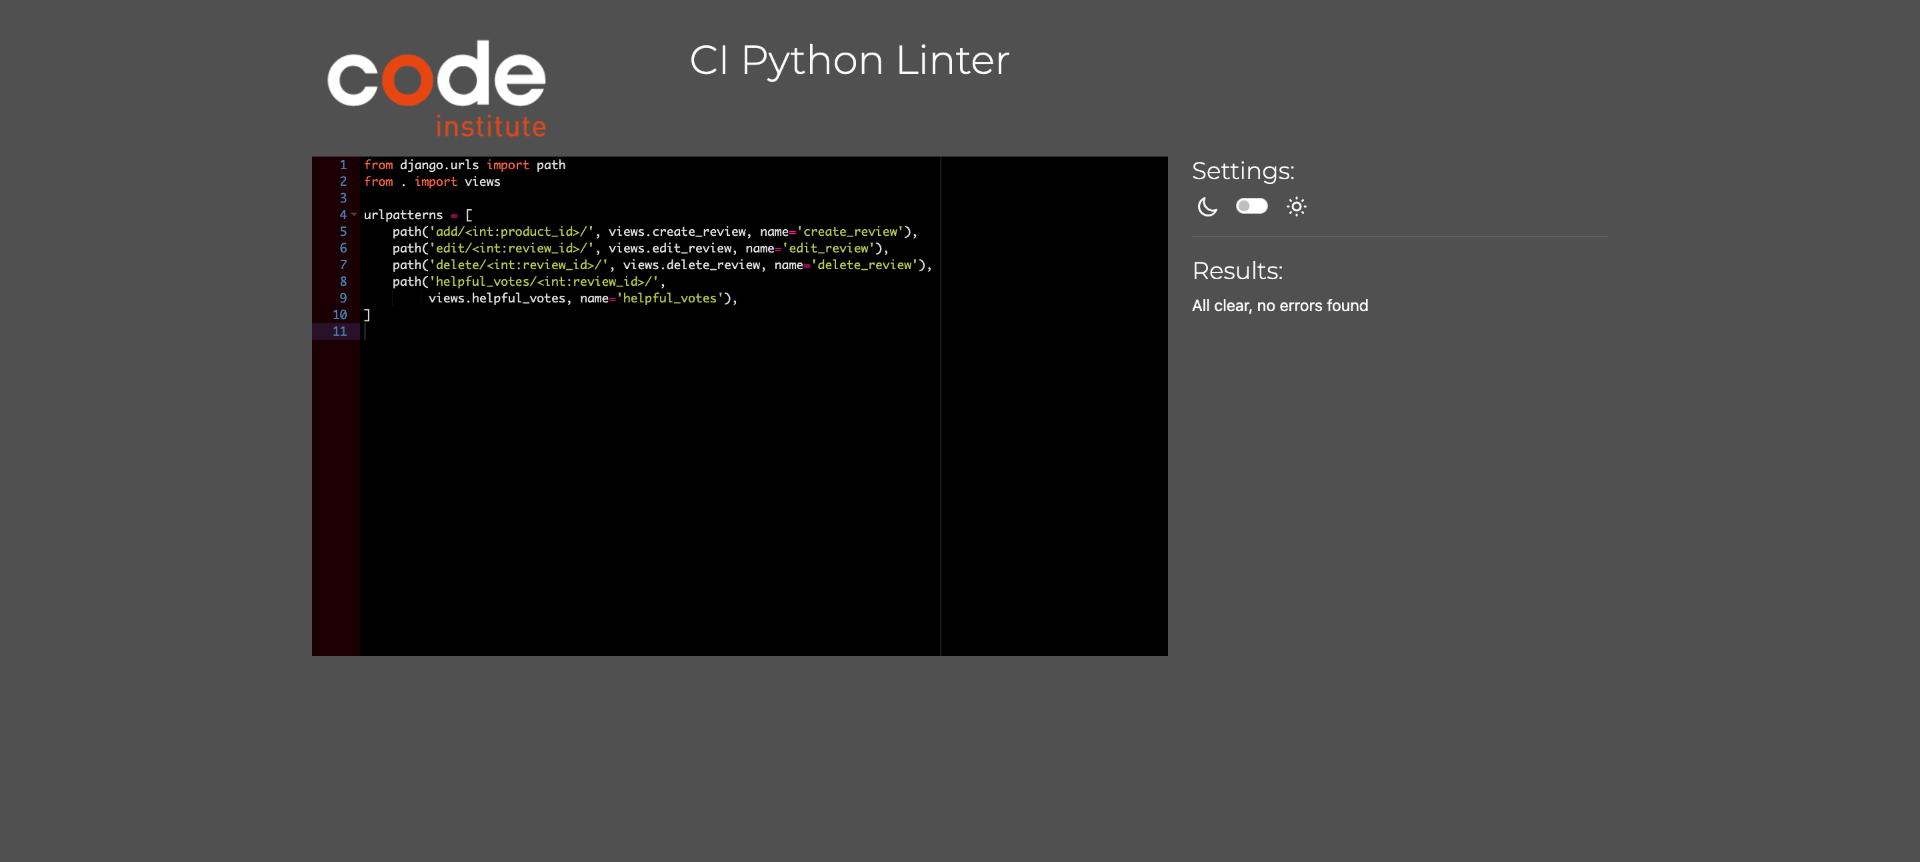 code
institute
CI Python Linter
1 from django.urls import path
2 from . import views
3
4 urlpatterns = [
5     path('add/<int:product_id>/', views.create_review, name='create_review'),
6     path('edit/<int:review_id>/', views.edit_review, name='edit_review'),
7     path('delete/<int:review_id>/', views.delete_review, name='delete_review'),
8     path('helpful_votes/<int:review_id>/',
9          views.helpful_votes, name='helpful_votes'),
10 ]
11
Settings:
Results:
All clear, no errors found